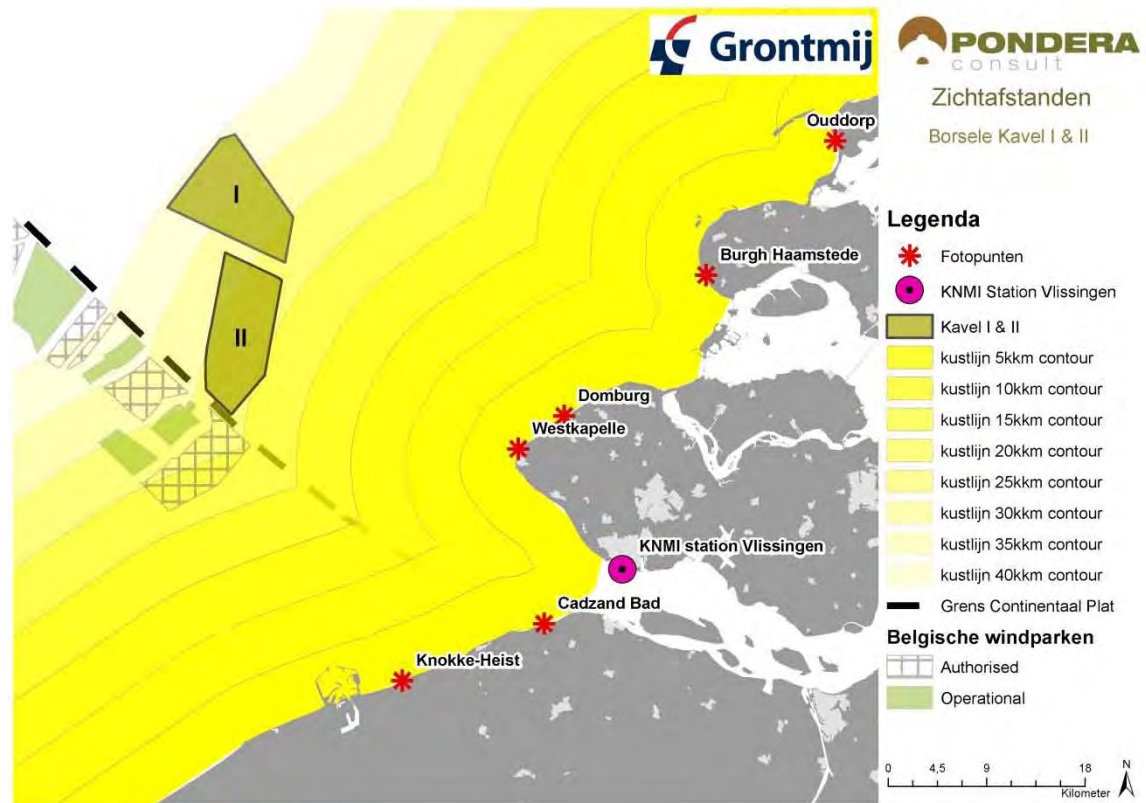 Grontmij
PONDERA
consult
Zichtafstanden
Borsele Kavel I & II
Ouddorp
Burgh Haamstede
Domburg
Westkapelle
KNMI station Vlissingen
Cadzand Bad
Knokke-Heist
I
II
Legenda
Fotopunten
KNMI Station Vlissingen
Kavel I & II
kustlijn 5kkm contour
kustlijn 10kkm contour
kustlijn 15kkm contour
kustlijn 20kkm contour
kustlijn 25kkm contour
kustlijn 30kkm contour
kustlijn 35kkm contour
kustlijn 40kkm contour
Grens Continentaal Plat
Belgische windparken
Authorised
Operational
0 4,5 9 18
Kilometer
N